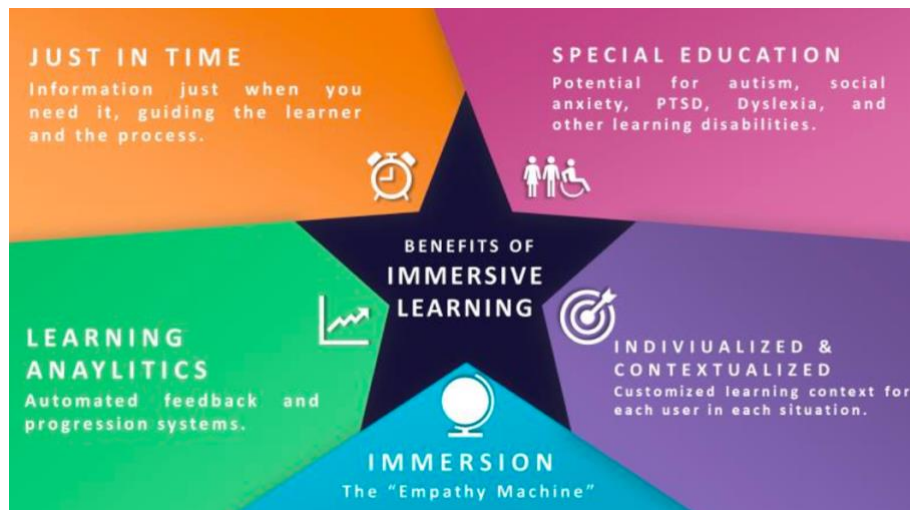 JUST IN TIME
Information just when you
need it, guiding the learner
and the process.
SPECIAL EDUCATION
Potential for autism, social
anxiety, PTSD, Dyslexia, and
other learning disabilities.
BENEFITS OF
IMMERSIVE
LEARNING
LEARNING
ANAYLITICS
Automated feedback and
progression systems.
INDIVIUALIZED &
CONTEXTUALIZED
Customized learning context for
each user in each situation.
IMMERSION
The “Empathy Machine”